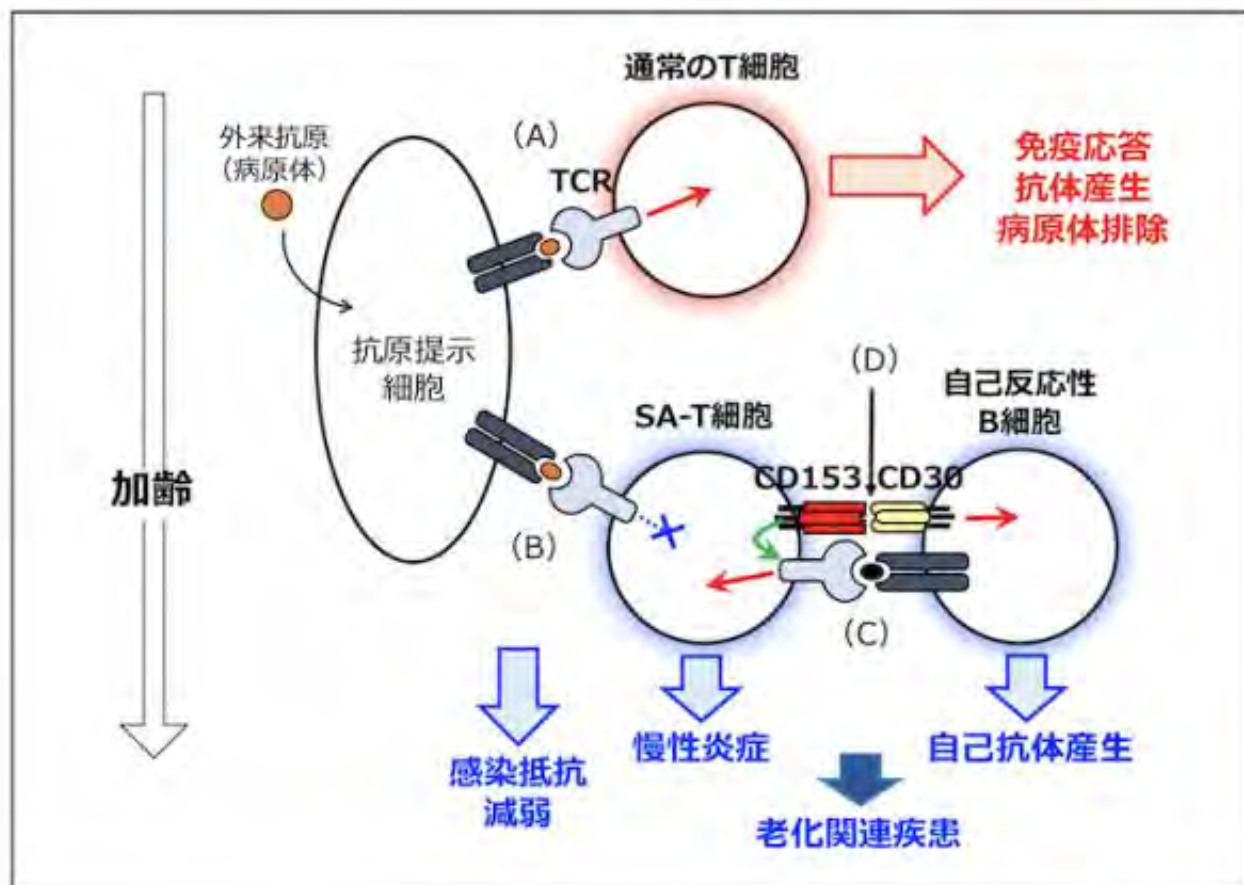 通常のT細胞
外来抗原
(病原体)
(A)
TCR
免疫応答
抗体産生
病原体排除
抗原提示
細胞
(D)
自己反応性
B細胞
SA-T細胞
CD153 CD30
加齢
(B)
(C)
感染抵抗
減弱
慢性炎症
自己抗体産生
老化関連疾患